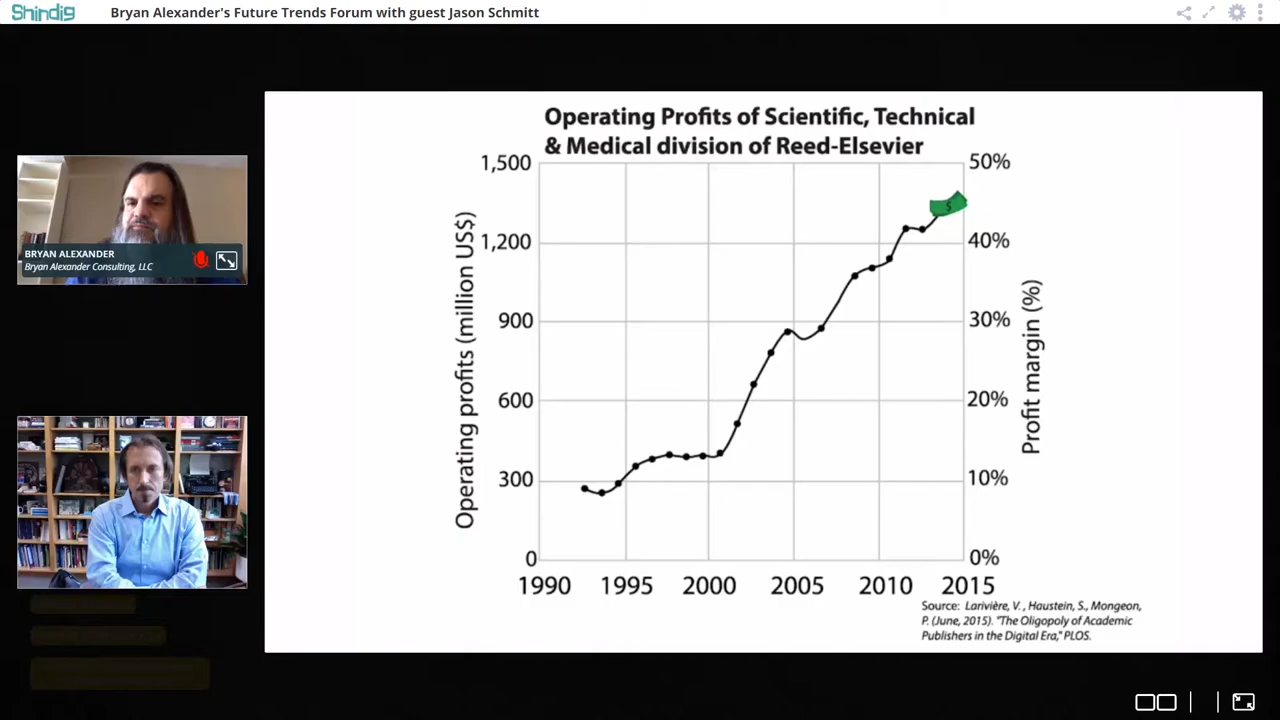 Shindig
Bryan Alexander's Future Trends Forum with guest Jason Schmitt
BRYAN ALEXANDER
Bryan Alexander Consulting, LLC
Operating Profits of Scientific, Technical
& Medical division of Reed-Elsevier
Operating profits (million US$)
1,500
1,200
900
600
300
0
1990 1995 2000 2005 2010 2015
50%
40%
30%
20%
10%
0%
Profit margin (%)
$
Source: Larivière, V., Haustein, S., Mongeon,
P. (June, 2015). "The Oligopoly of Academic
Publishers in the Digital Era," PLOS.